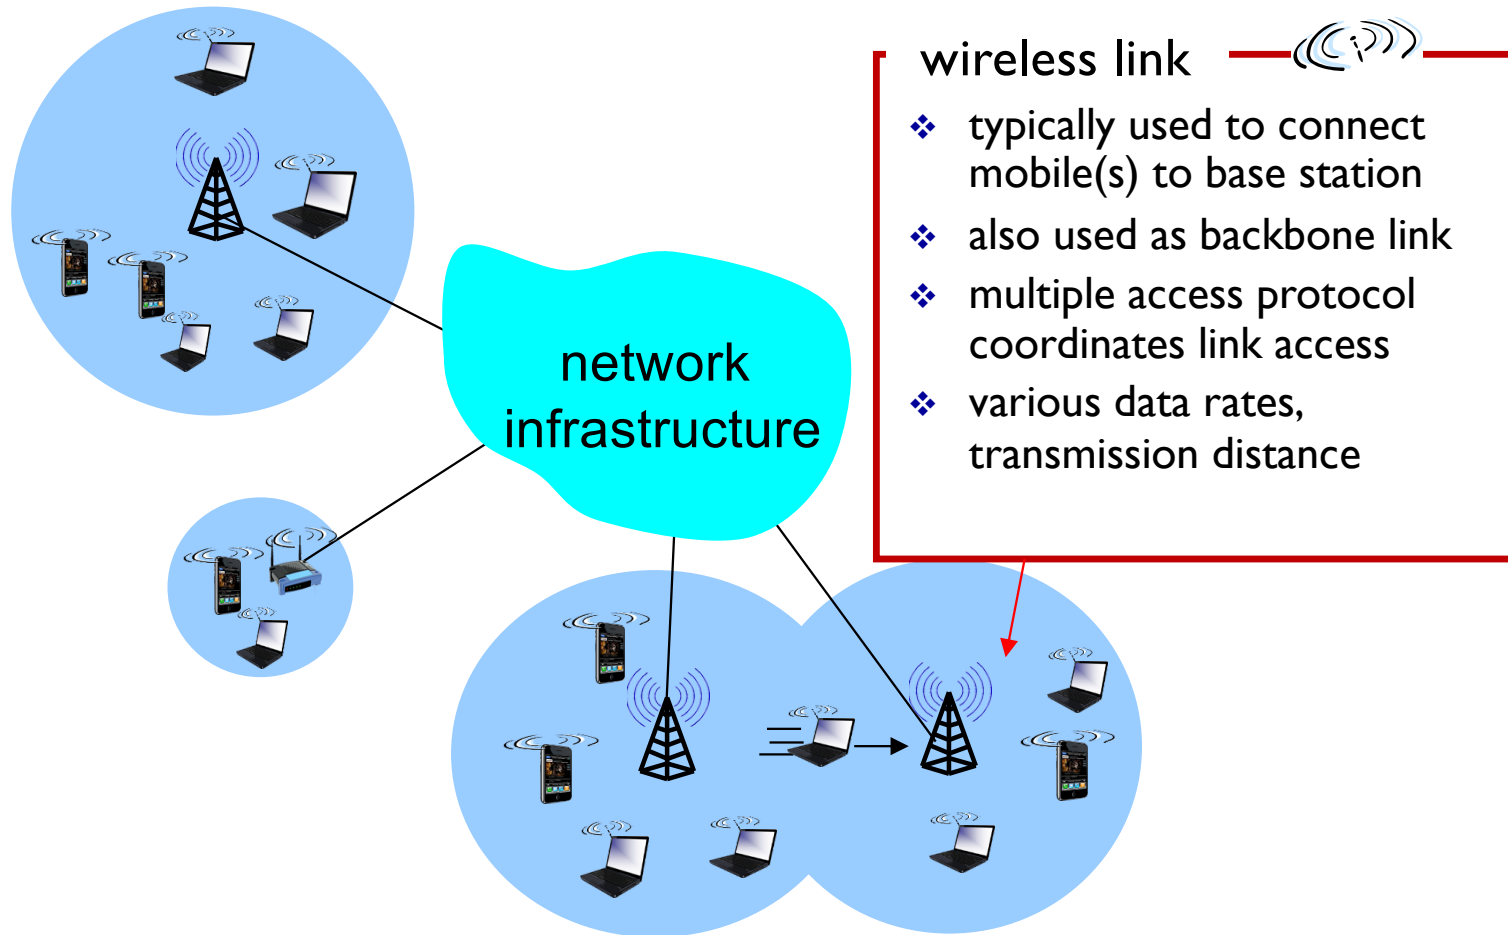 wireless link
❖ typically used to connect
mobile(s) to base station
❖ also used as backbone link
❖ multiple access protocol
coordinates link access
❖ various data rates,
transmission distance
network
infrastructure